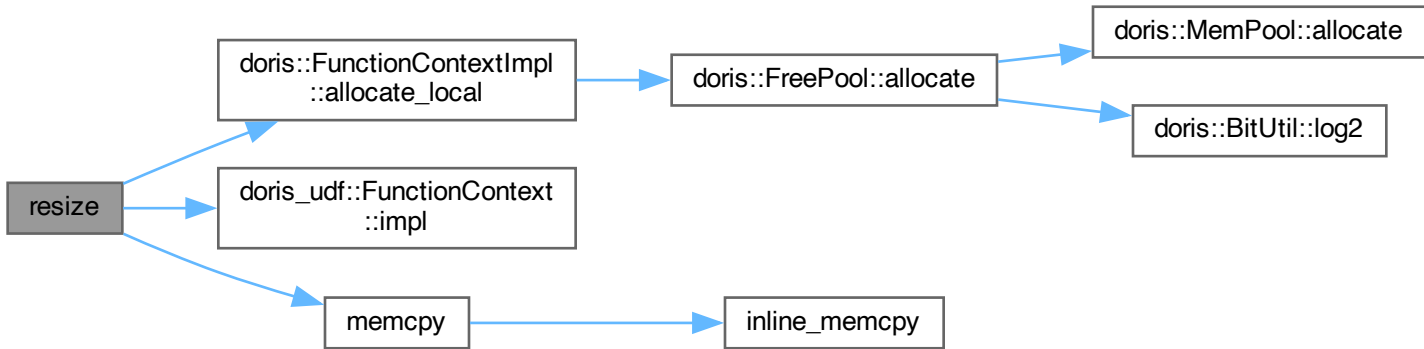 resize
doris::FunctionContextImpl
::allocate_local
doris_udf::FunctionContext
::impl
memcpy
doris::FreePool::allocate
inline_memcpy
doris::MemPool::allocate
doris::BitUtil::log2